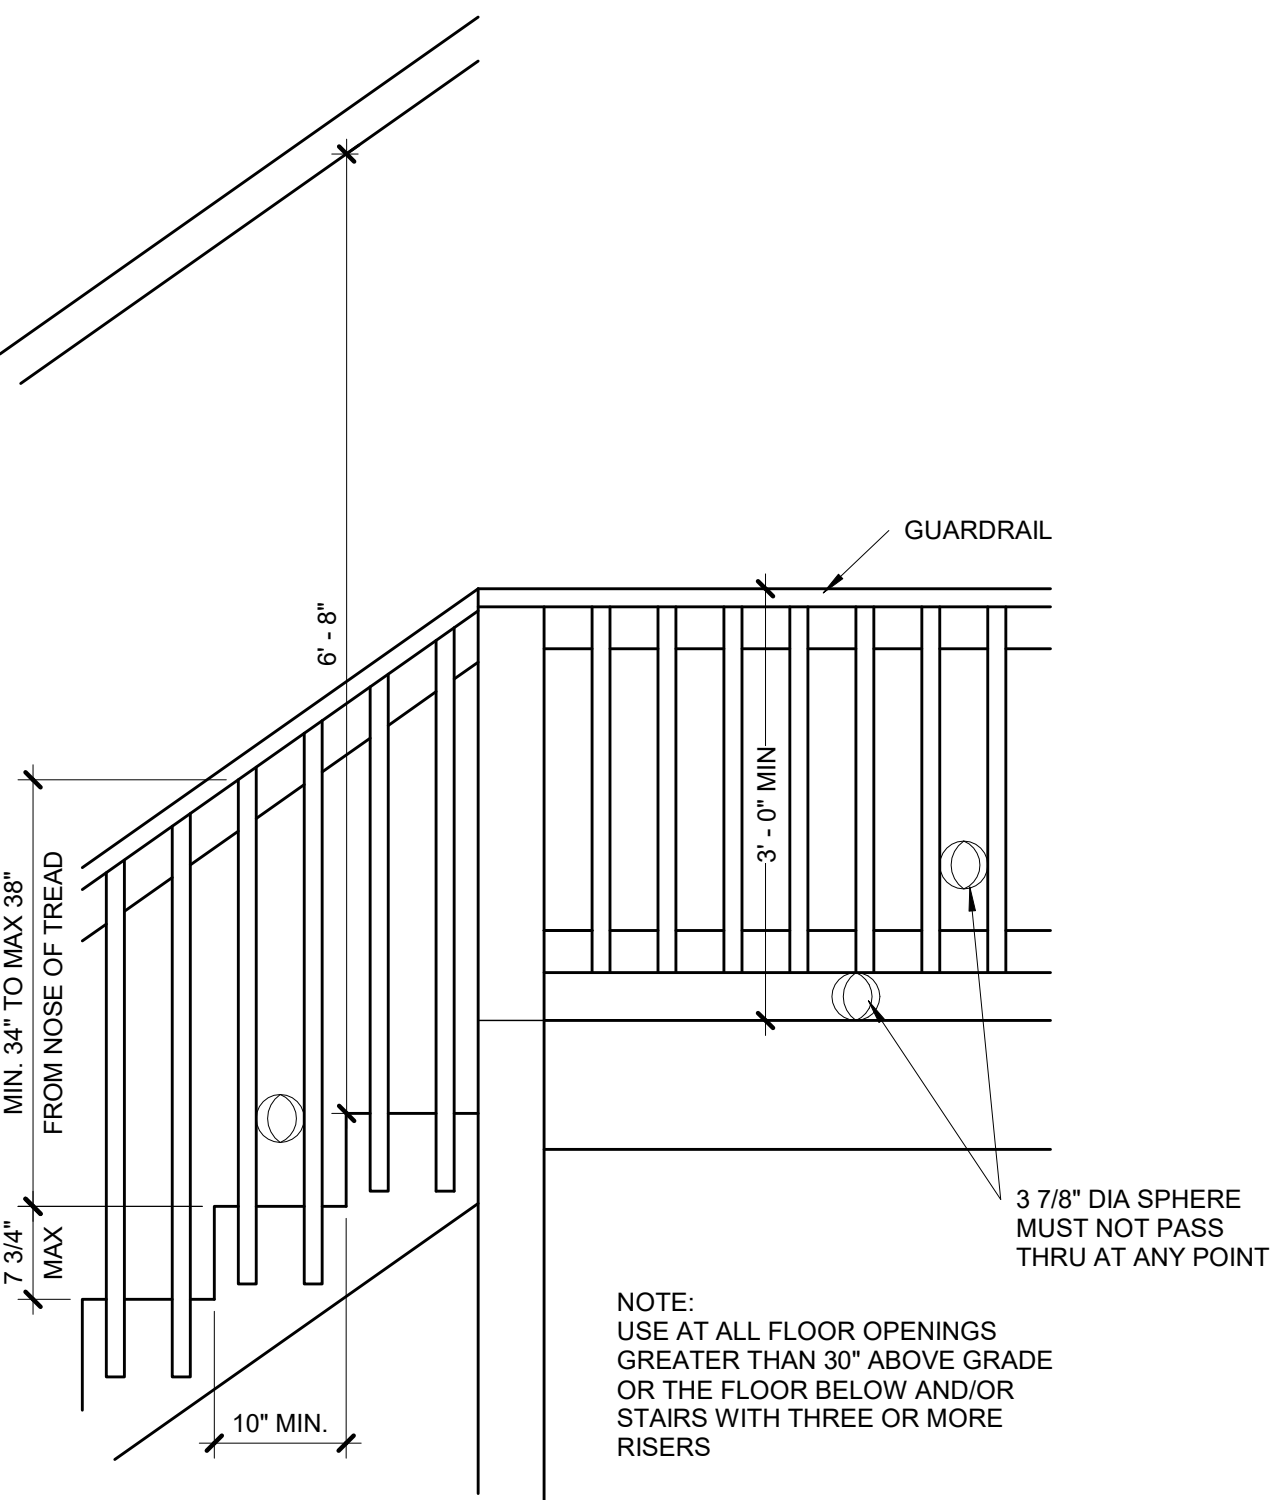 GUARDRAIL
6' - 8"
3' - 0" MIN
MIN. 34" TO MAX 38"
FROM NOSE OF TREAD
7 3/4"
MAX
10" MIN.
3 7/8" DIA SPHERE
MUST NOT PASS
THRU AT ANY POINT
NOTE:
USE AT ALL FLOOR OPENINGS
GREATER THAN 30" ABOVE GRADE
OR THE FLOOR BELOW AND/OR
STAIRS WITH THREE OR MORE
RISERS